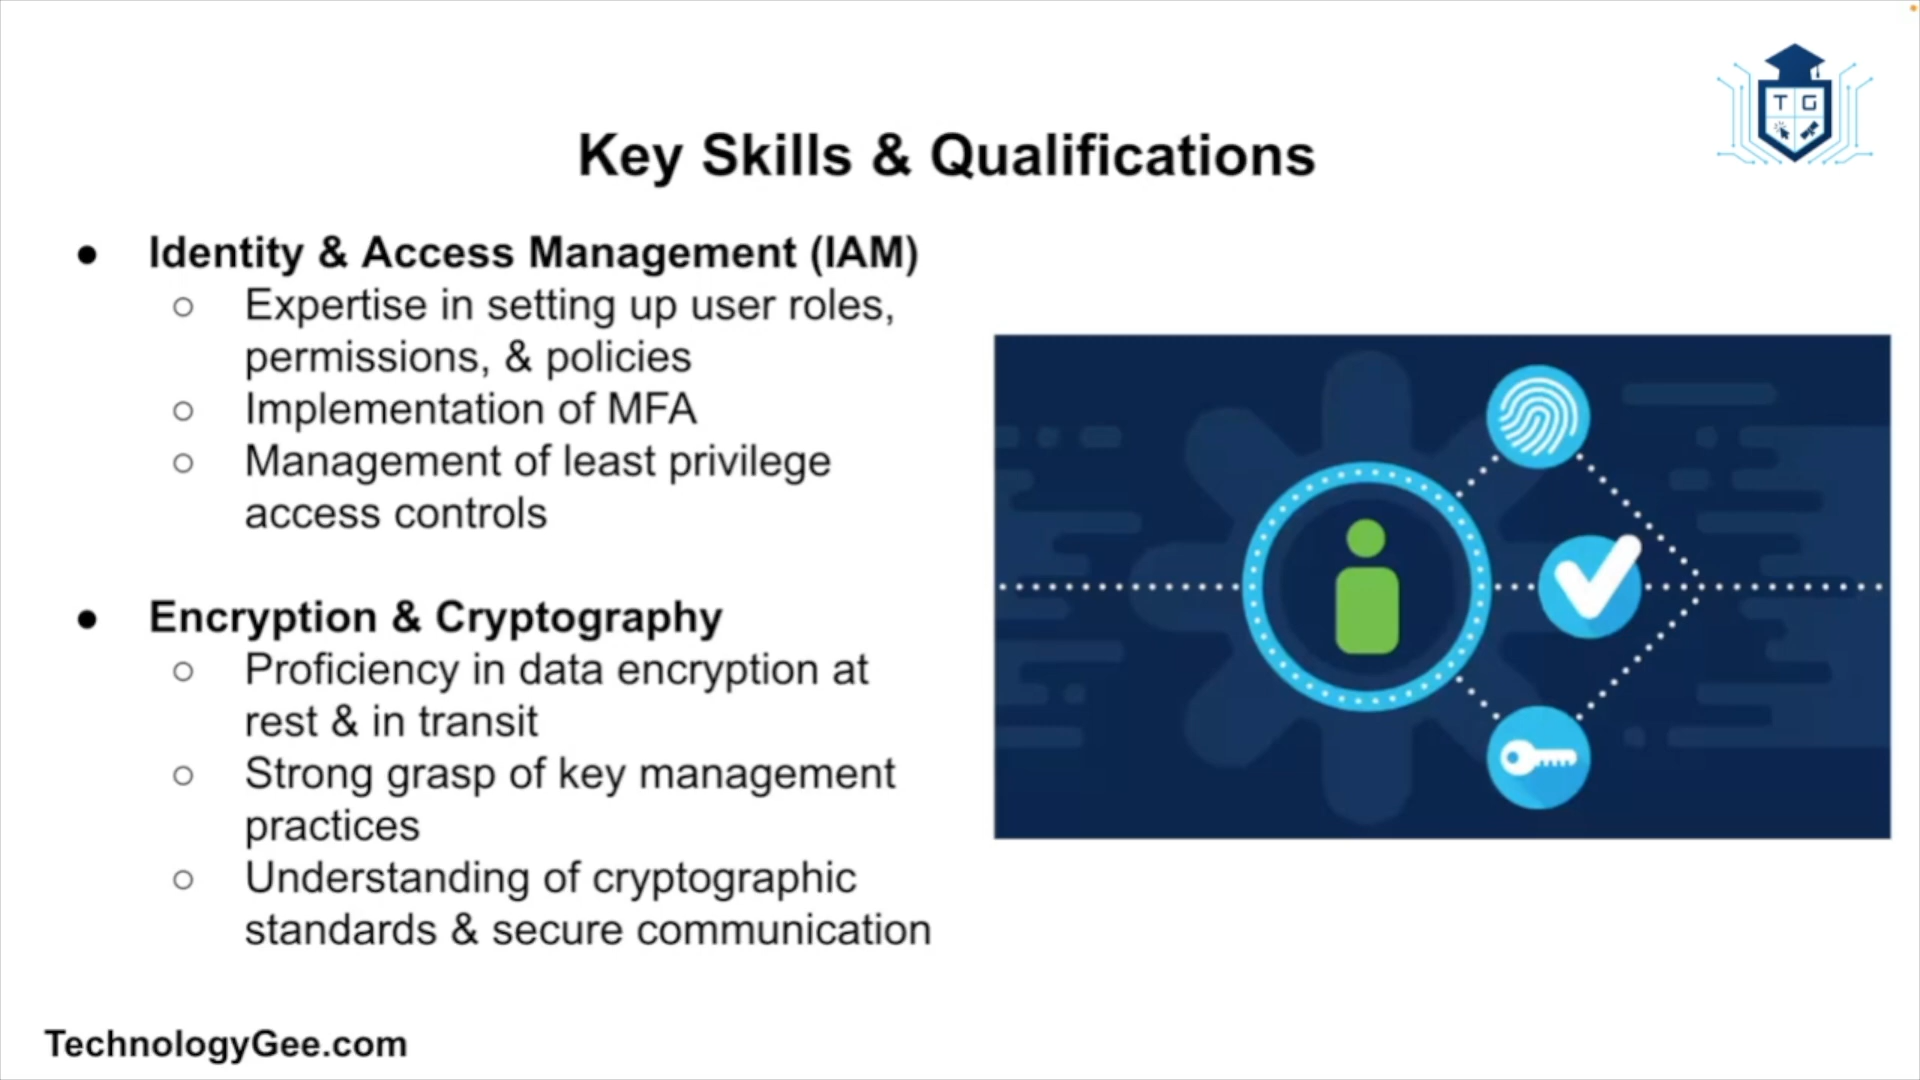 T G
Key Skills & Qualifications
● Identity & Access Management (IAM)
○ Expertise in setting up user roles,
permissions, & policies
○ Implementation of MFA
○ Management of least privilege
access controls
● Encryption & Cryptography
○ Proficiency in data encryption at
rest & in transit
○ Strong grasp of key management
practices
○ Understanding of cryptographic
standards & secure communication
TechnologyGee.com